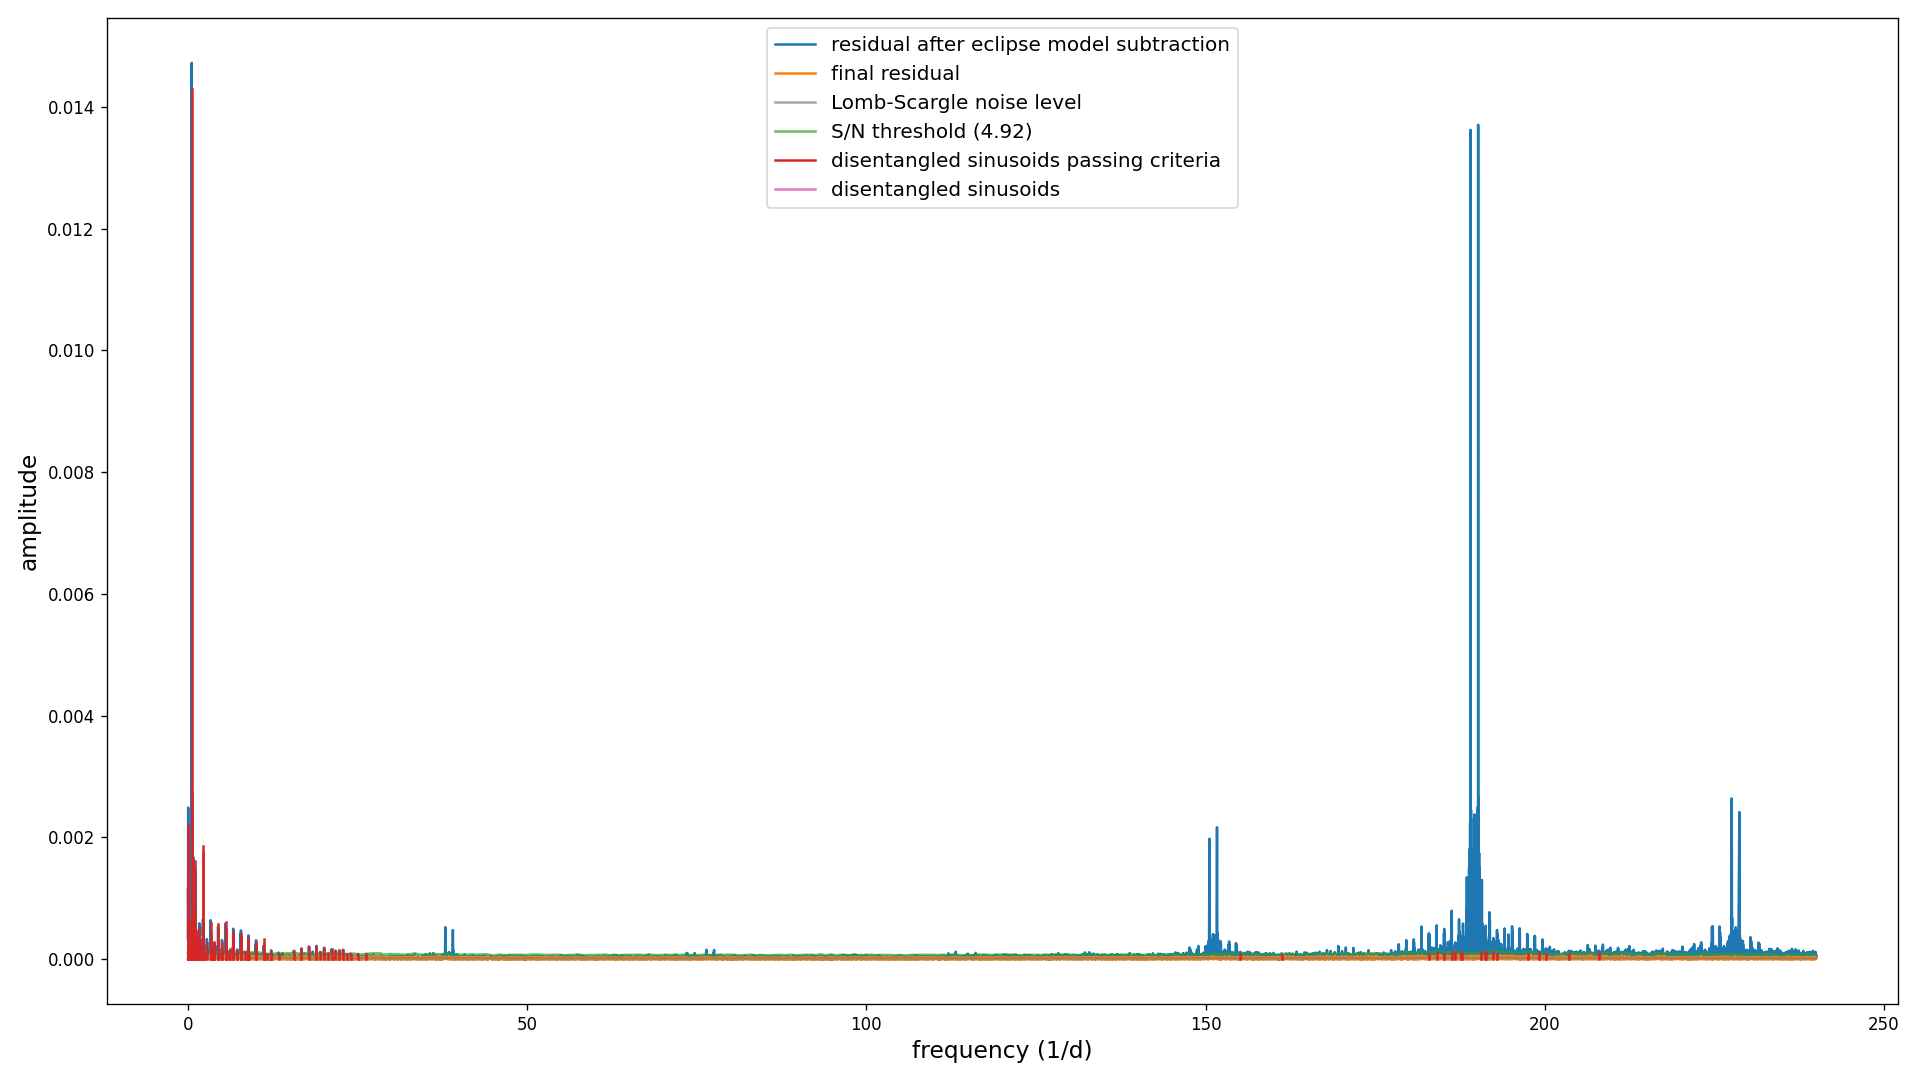 residual after eclipse model subtraction
final residual
Lomb-Scargle noise level
S/N threshold (4.92)
disentangled sinusoids passing criteria
disentangled sinusoids
amplitude
0.014
0.012
0.010
0.008
0.006
0.004
0.002
0.000
0
50
100
150
200
250
frequency (1/d)